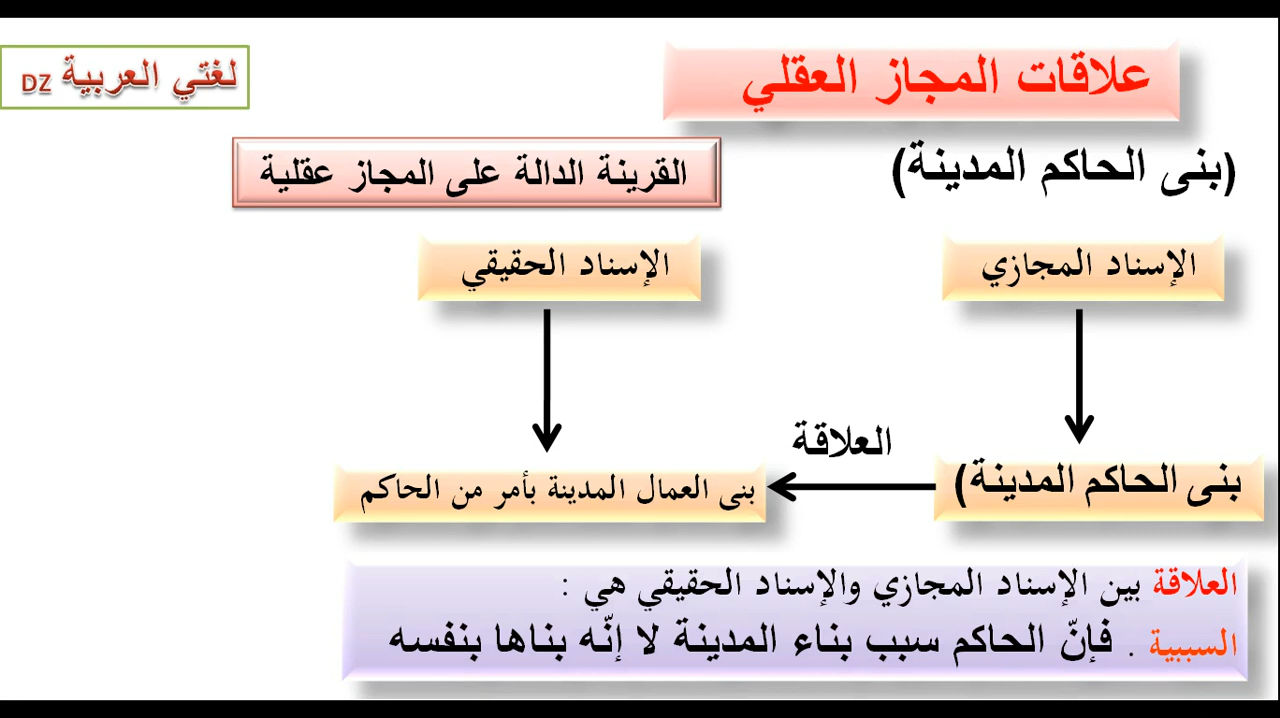 علاقات المجاز العقلي
لغتي العربية DZ
(بنى الحاكم المدينة)
القرينة الدالة على المجاز عقلية
الإسناد المجازي
الإسناد الحقيقي
العلاقة
بنى الحاكم المدينة)
بنى العمال المدينة بأمر من الحاكم
العلاقة بين الإسناد المجازي والإسناد الحقيقي هي :
السببية . فإنّ الحاكم سبب بناء المدينة لا إنّه بناها بنفسه